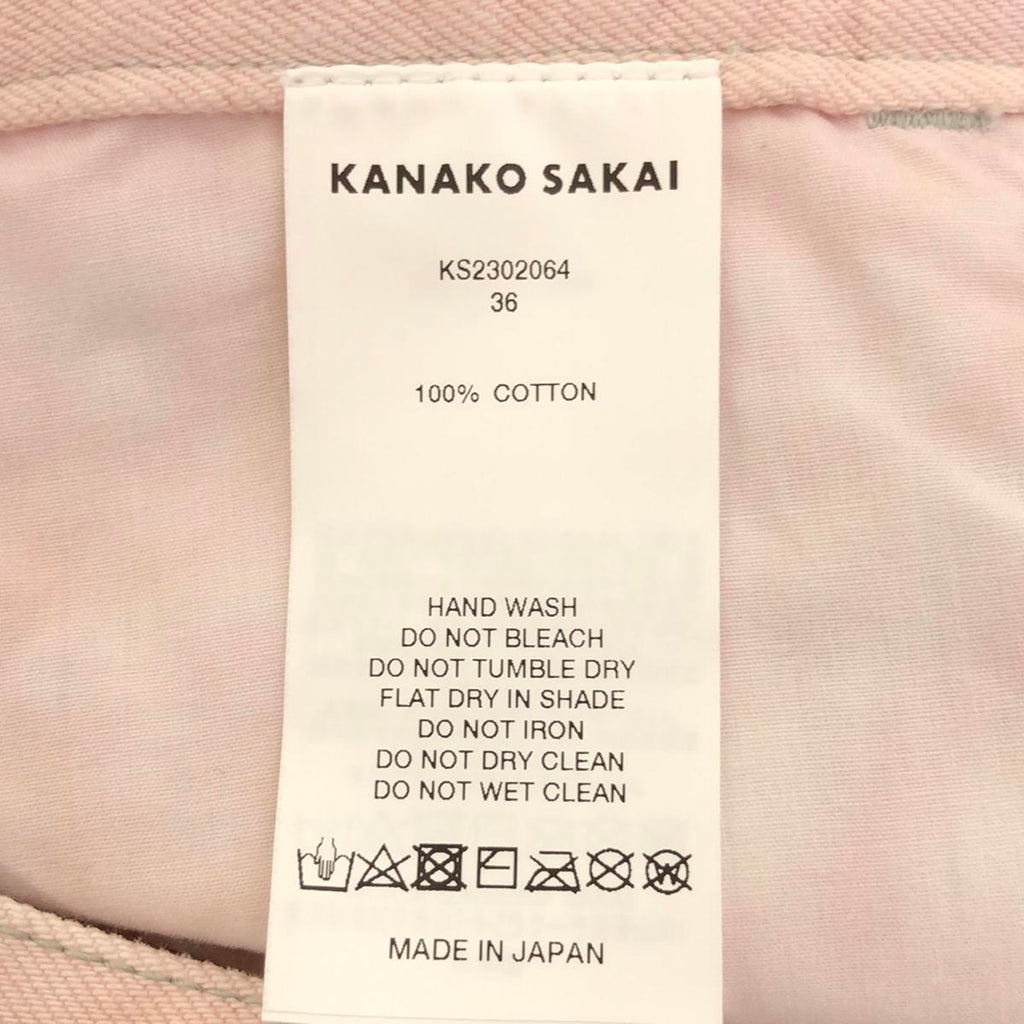 KANAKO SAKAI
KS2302064
36
100% COTTON
HAND WASH
DO NOT BLEACH
DO NOT TUMBLE DRY
FLAT DRY IN SHADE
DO NOT IRON
DO NOT DRY CLEAN
DO NOT WET CLEAN
W
MADE IN JAPAN